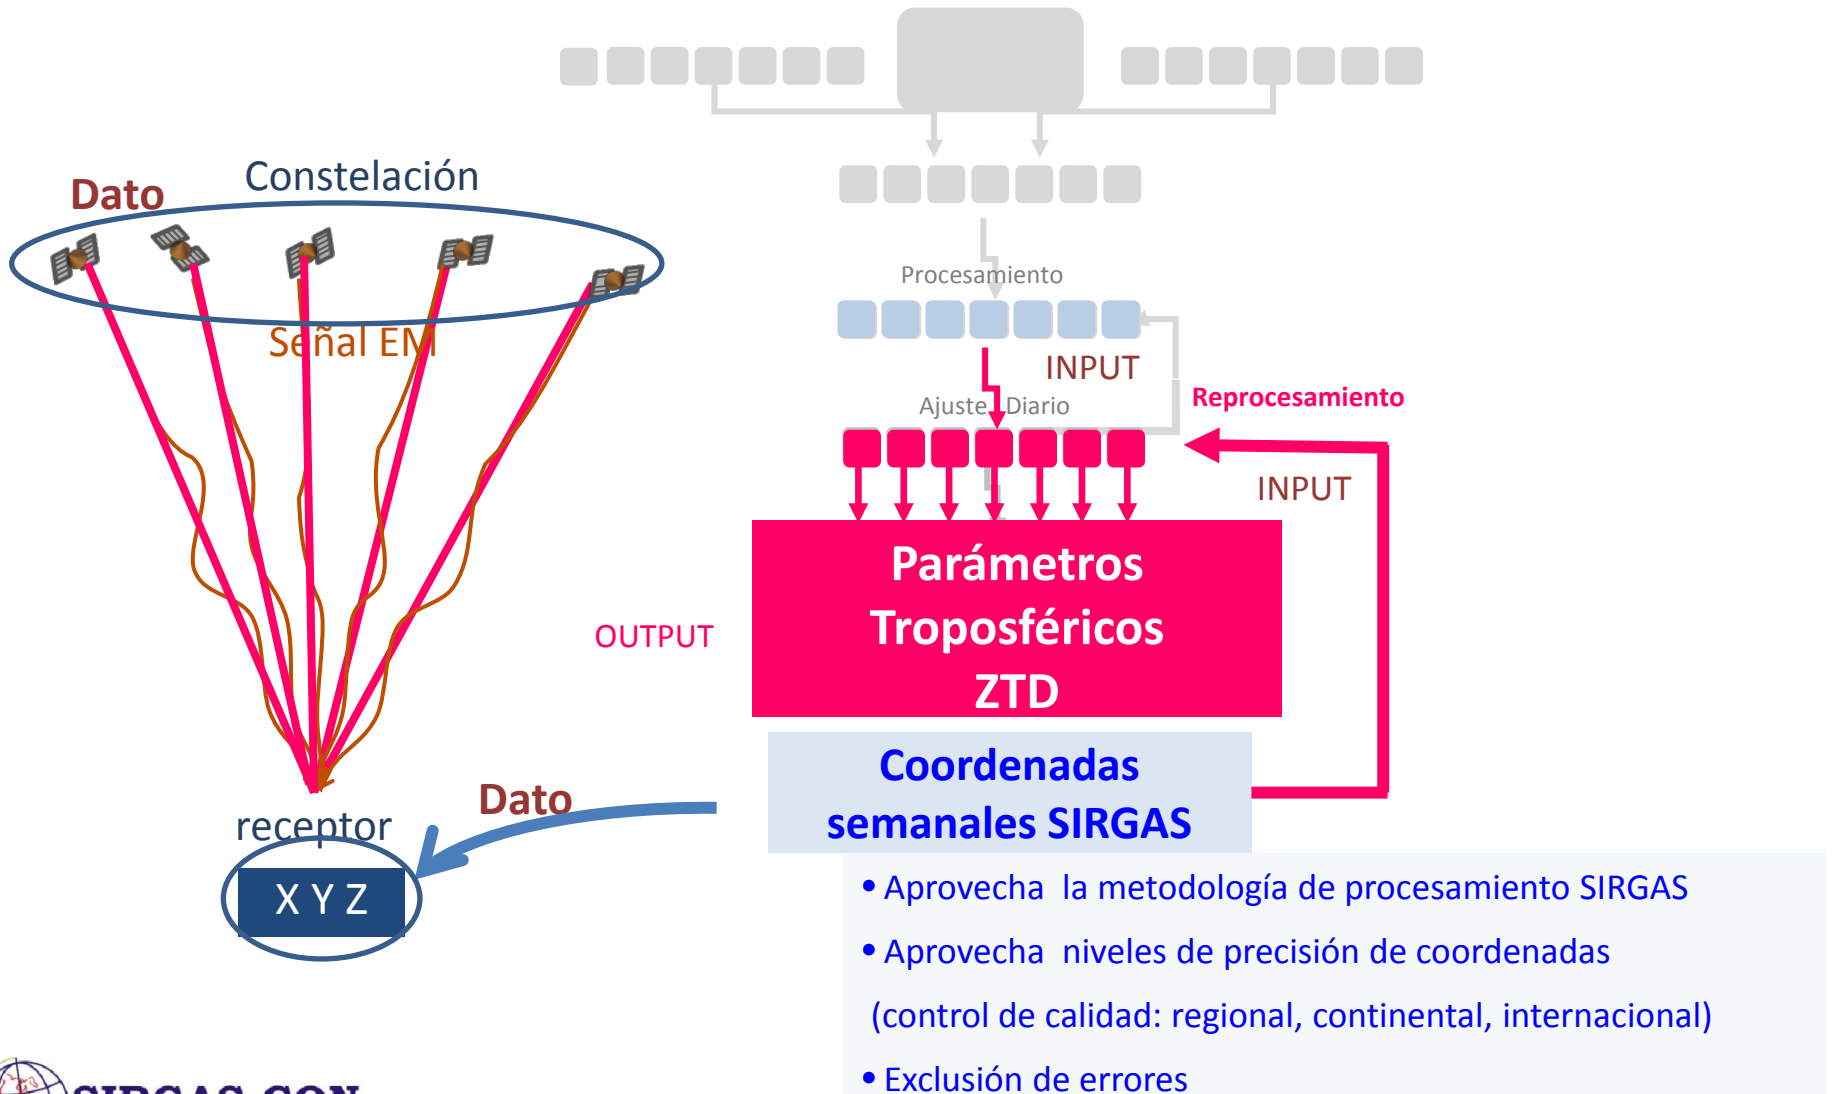 Dato
Constelación
Señal EM
receptor
X Y Z
Dato
Procesamiento
INPUT
Ajuste Diario
Reprocesamiento
INPUT
OUTPUT
Parámetros
Troposféricos
ZTD
Coordenadas
semanales SIRGAS
• Aprovecha la metodología de procesamiento SIRGAS
• Aprovecha niveles de precisión de coordenadas
(control de calidad: regional, continental, internacional)
• Exclusión de errores
SIRGAS-CON